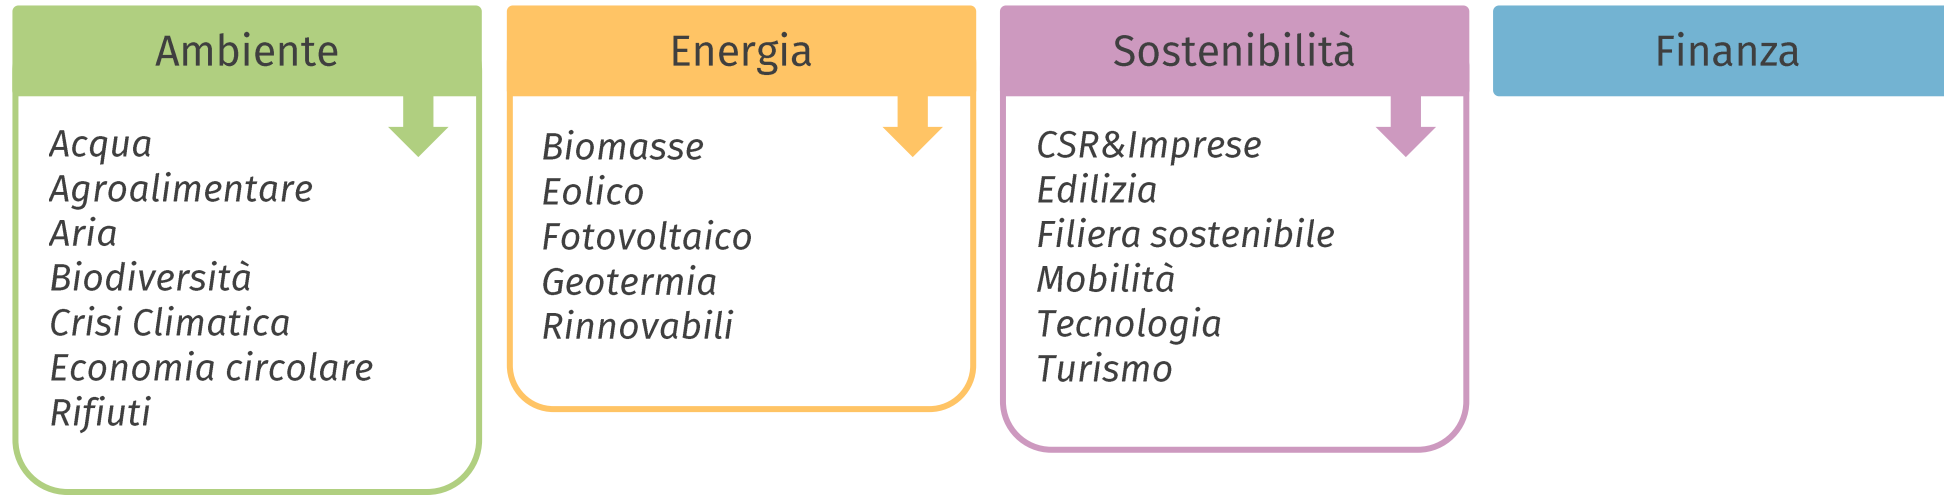 Ambiente
Acqua
Agroalimentare
Aria
Biodiversità
Crisi Climatica
Economia circolare
Rifiuti
Energia
Biomasse
Eolico
Fotovoltaico
Geotermia
Rinnovabili
Sostenibilità
CSR&Imprese
Edilizia
Filiera sostenibile
Mobilità
Tecnologia
Turismo
Finanza